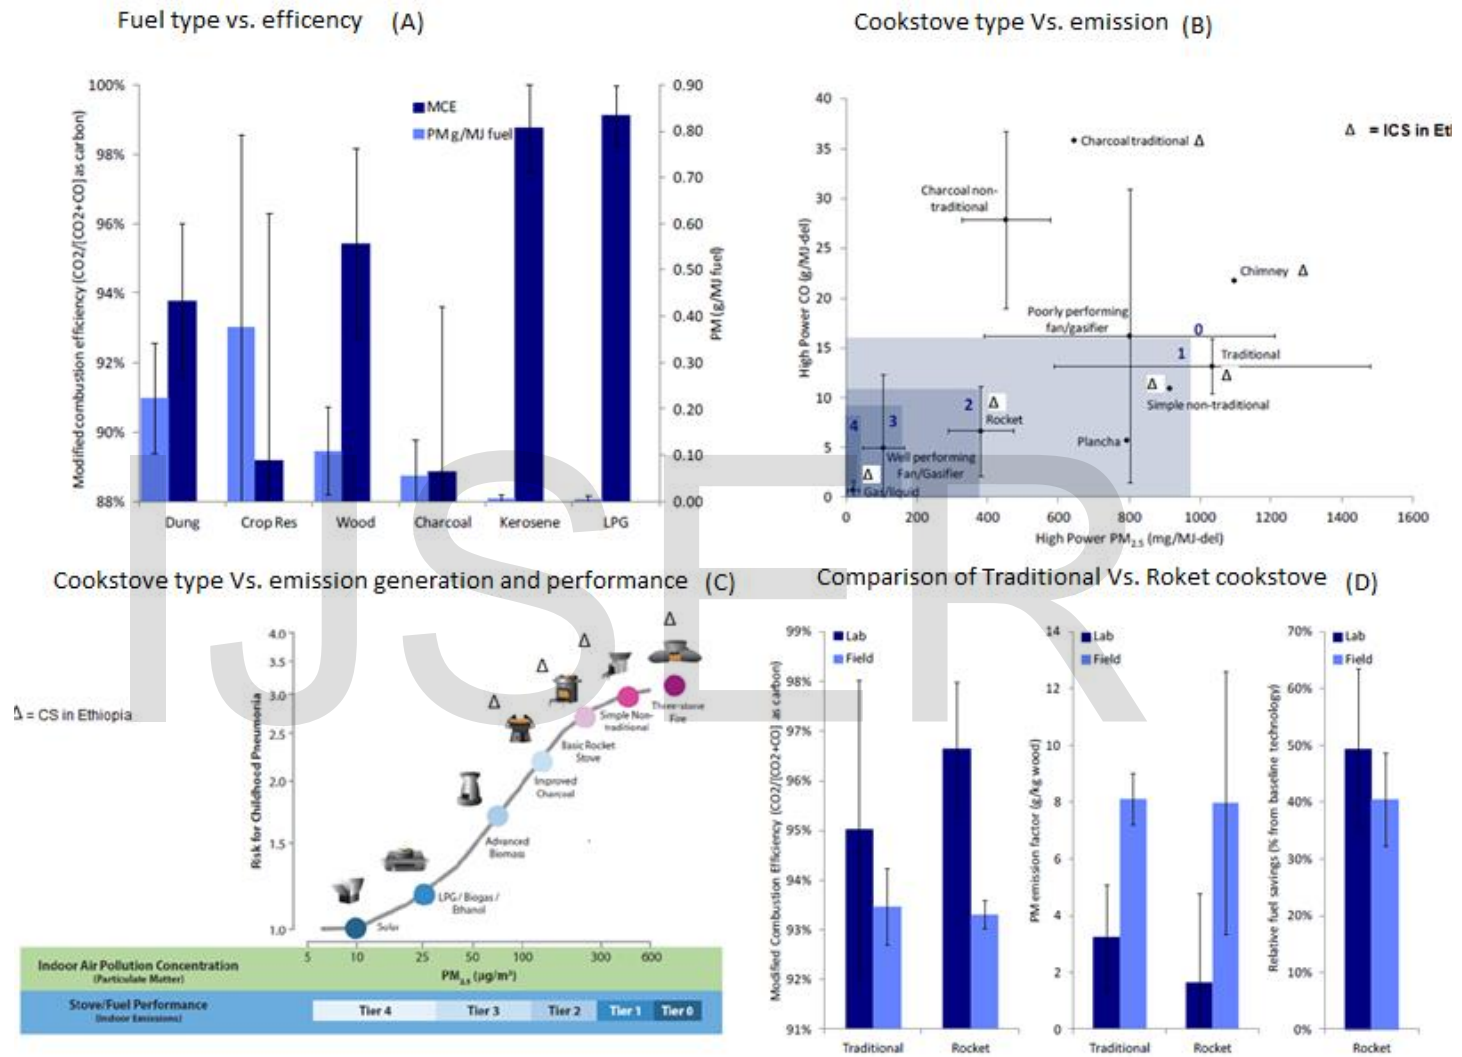 Fuel type vs. efficency (A)
100%
98%
96%
94%
92%
90%
88%
Modified combustion efficiency (CO2/[CO2+CO] as carbon)
MCE
PM g/MJ fuel
0.90
0.80
0.70
0.60
0.50
0.40
0.30
0.20
0.10
0.00
PM (g/MJ fuel)
Dung Crop Res Wood Charcoal Kerosene LPG
Cookstove type Vs. emission (B)
Δ = ICS in Et
40
35
30
25
20
15
10
5
0
High Power CO (g/MJ-del)
Charcoal traditional Δ
Charcoal non-
traditional
Chimney Δ
Poorly performing
fan/gasifier
0
1
Traditional
Δ
Δ
Simple non-traditional
2 Δ
Rocket
3
4
Plancha
Well performing
Fan/Gasifier
Δ
Gas/liquid
0 200 400 600 800 1000 1200 1400 1600
High Power PM2.5 (mg/MJ-del)
IJSER
Cookstove type Vs. emission generation and performance (C)
Δ = CS in Ethiopia
4.0
3.5
3.0
2.5
2.0
1.5
1.0
Risk for Childhood Pneumonia
Δ
Δ
Δ
Δ
Three-stone
Fire
Simple Non-
traditional
Basic Rocket
Stove
Improved
Charcoal
Advanced
Biomass
LPG / Biogas /
Ethanol
Solar
5 10 25 50 100 300 600
PM2.5 (µg/m³)
Indoor Air Pollution Concentration
(Particulate Matter)
Stove/Fuel Performance
(Indoor Emissions)
Tier 4 Tier 3 Tier 2 Tier 1 Tier 0
Comparison of Traditional Vs. Roket cookstove (D)
99%
98%
97%
96%
95%
94%
93%
92%
91%
Modified Combustion Efficiency (CO2/[CO2+CO] as carbon)
Lab
Field
Traditional Rocket
14
12
10
8
6
4
2
0
PM emission factor (g/kg wood)
Lab
Field
Traditional Rocket
70%
60%
50%
40%
30%
20%
10%
0%
Relative fuel savings (% from baseline technology)
Lab
Field
Rocket